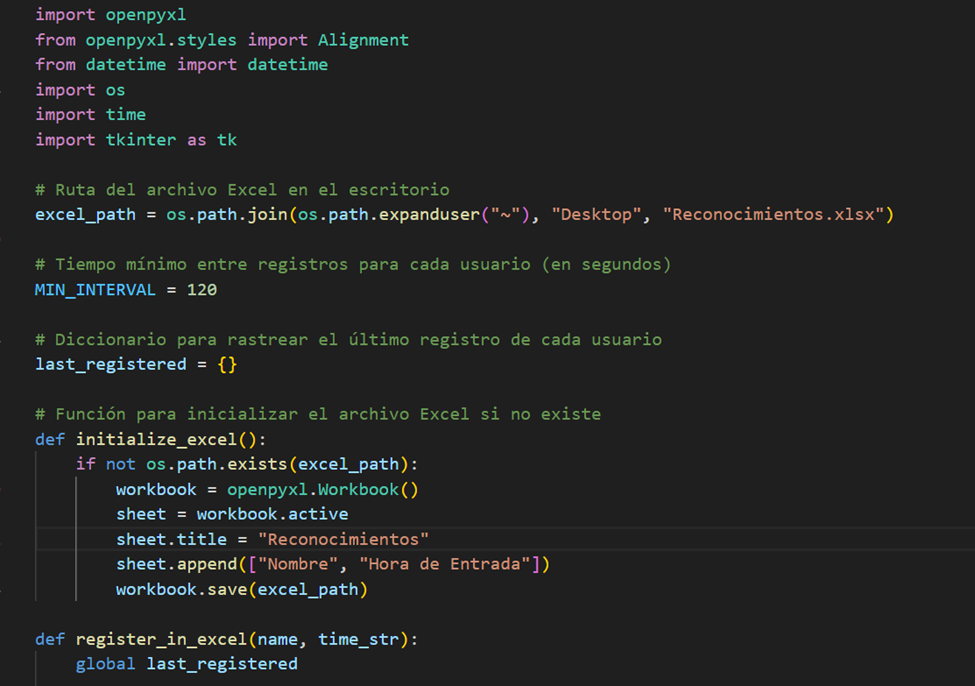 import openpyxl
from openpyxl.styles import Alignment
from datetime import datetime
import os
import time
import tkinter as tk
# Ruta del archivo Excel en el escritorio
excel_path = os.path.join(os.path.expanduser("~"), "Desktop", "Reconocimientos.xlsx")
# Tiempo mínimo entre registros para cada usuario (en segundos)
MIN_INTERVAL = 120
# Diccionario para rastrear el último registro de cada usuario
last_registered = {}
# Función para inicializar el archivo Excel si no existe
def initialize_excel():
    if not os.path.exists(excel_path):
        workbook = openpyxl.Workbook()
        sheet = workbook.active
        sheet.title = "Reconocimientos"
        sheet.append(["Nombre", "Hora de Entrada"])
        workbook.save(excel_path)
def register_in_excel(name, time_str):
    global last_registered